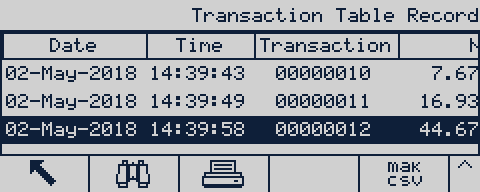 Transaction Table Record
Date Time Transaction N
02-May-2018 14:39:43 00000010 7.67
02-May-2018 14:39:49 00000011 16.93
02-May-2018 14:39:58 00000012 44.67
mak
csv ^